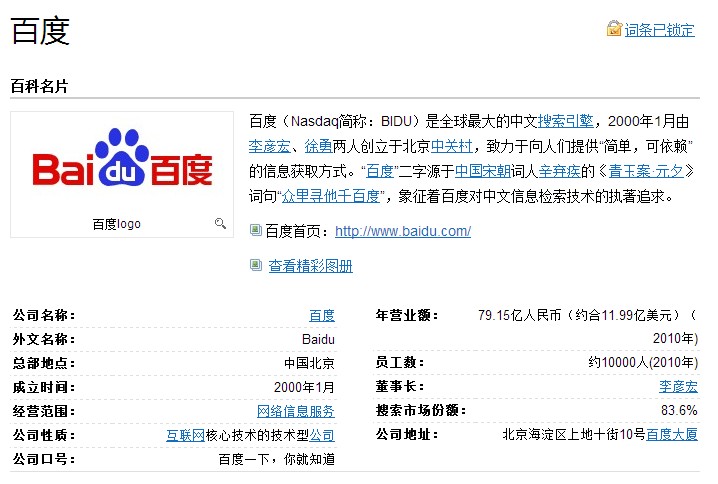 百度
词条已锁定
百科名片
Bai du 百度
百度logo
百度（Nasdaq简称：BIDU）是全球最大的中文搜索引擎，2000年1月由
李彦宏、徐勇两人创立于北京中关村，致力于向人们提供“简单，可依赖”
的信息获取方式。“百度”二字源于中国宋朝词人辛弃疾的《青玉案·元夕》
词句“众里寻他千百度”，象征着百度对中文信息检索技术的执著追求。
百度首页：http://www.baidu.com/
查看精彩图册
公司名称： 百度
外文名称： Baidu
总部地点： 中国北京
成立时间： 2000年1月
经营范围： 网络信息服务
公司性质： 互联网核心技术的技术型公司
公司口号： 百度一下，你就知道
年营业额： 79.15亿人民币（约合11.99亿美元）（
2010年)
员工数： 约10000人(2010年)
董事长： 李彦宏
搜索市场份额： 83.6%
公司地址： 北京海淀区上地十街10号百度大厦